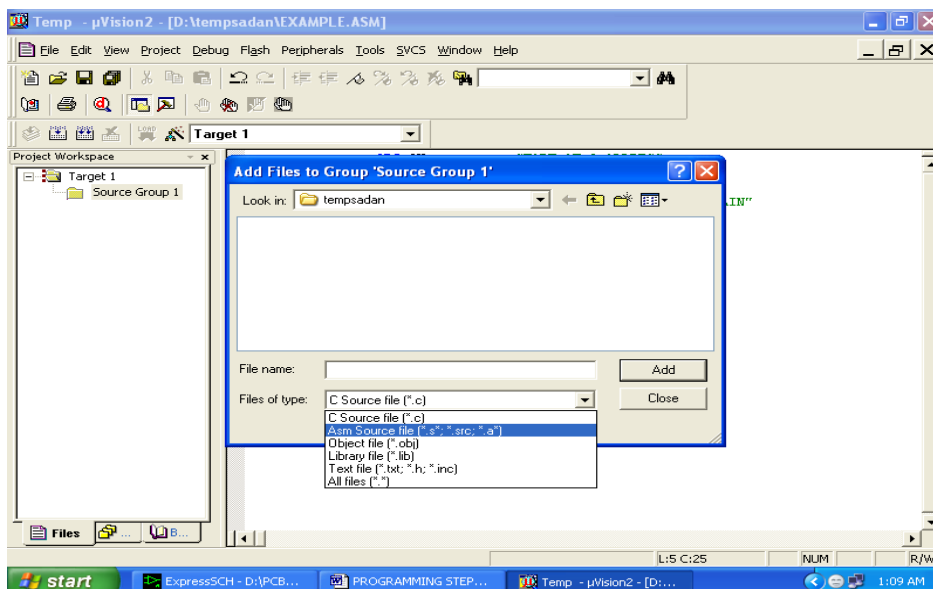 Temp - µVision2 - [D:\tempsadan\EXAMPLE.ASM]
File Edit View Project Debug Flash Peripherals Tools SVCS Window Help
Target 1
Project Workspace
Target 1
Source Group 1
Add Files to Group 'Source Group 1'
Look in: tempsadan
AIN"
File name:
Add
Files of type: C Source file (*.c)
Close
C Source file (*.c)
Asm Source file (*.s*; *.src; *.a*)
Object file (*.obj)
Library file (*.lib)
Text file (*.txt; *.h; *.inc)
All files (*.*)
Files ... B...
L:5 C:25 NUM R/W
start ExpressSCH - D:\PCB... PROGRAMMING STEP... Temp - µVision2 - [D:... 1:09 AM